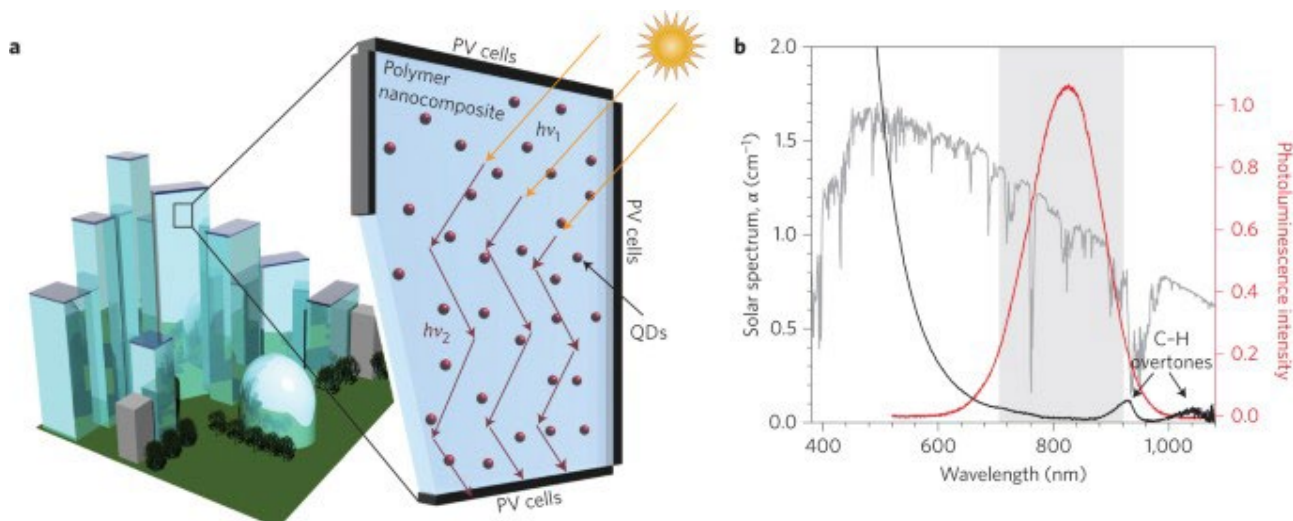 a
PV cells
Polymer
nanocomposite
hν1
hν2
PV cells
QDs
PV cells
b
2.0
1.5
1.0
0.5
0.0
Solar spectrum, α (cm⁻¹)
400
600
800
1,000
Wavelength (nm)
C–H
overtones
1.0
0.8
0.6
0.4
0.2
0.0
Photoluminescence intensity